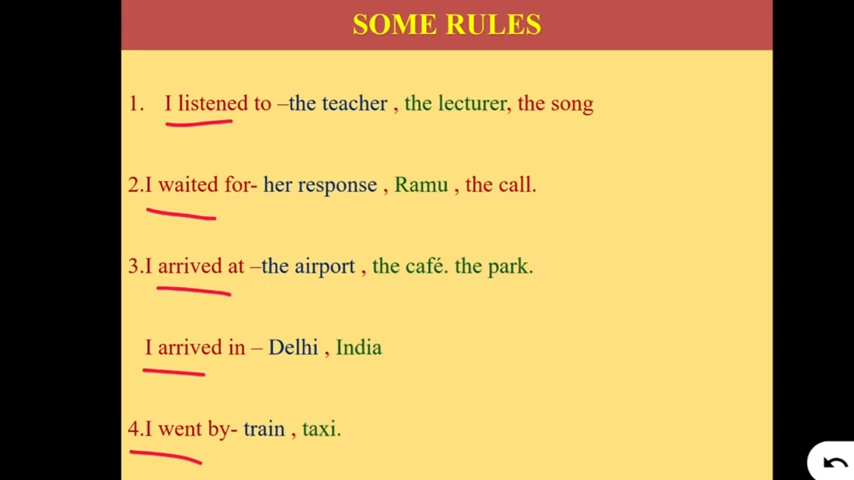 SOME RULES
1. I listened to –the teacher , the lecturer, the song
2.I waited for- her response , Ramu , the call.
3.I arrived at –the airport , the café. the park.
I arrived in – Delhi , India
4.I went by- train , taxi.